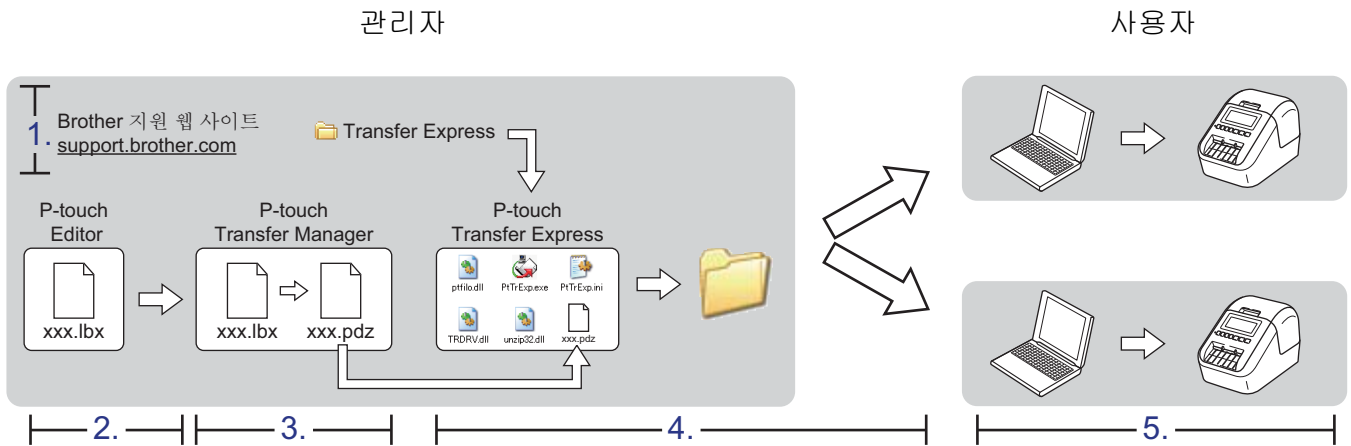 관리자
사용자
1.
Brother 지원 웹 사이트
support.brother.com
Transfer Express
P-touch
Editor
xxx.lbx
P-touch
Transfer Manager
xxx.lbx
xxx.pdz
P-touch
Transfer Express
ptfilo.dll
PtTrExp.exe
PtTrExp.ini
TRDRV.dll
unzip32.dll
xxx.pdz
2.
3.
4.
5.